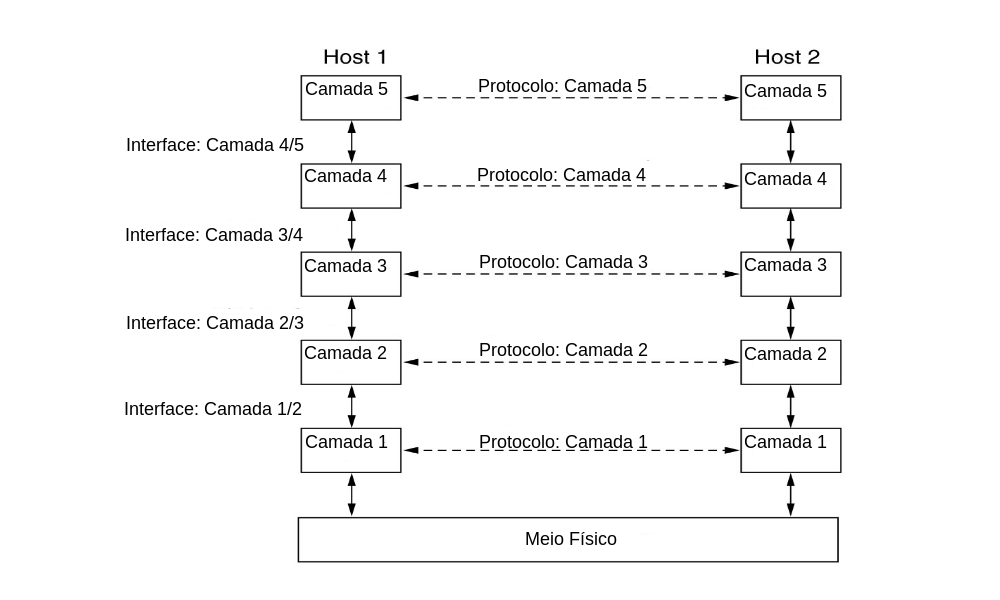 Host 1
Host 2
Camada 5
Protocolo: Camada 5
Camada 5
Interface: Camada 4/5
Camada 4
Protocolo: Camada 4
Camada 4
Interface: Camada 3/4
Camada 3
Protocolo: Camada 3
Camada 3
Interface: Camada 2/3
Camada 2
Protocolo: Camada 2
Camada 2
Interface: Camada 1/2
Camada 1
Protocolo: Camada 1
Camada 1
Meio Físico